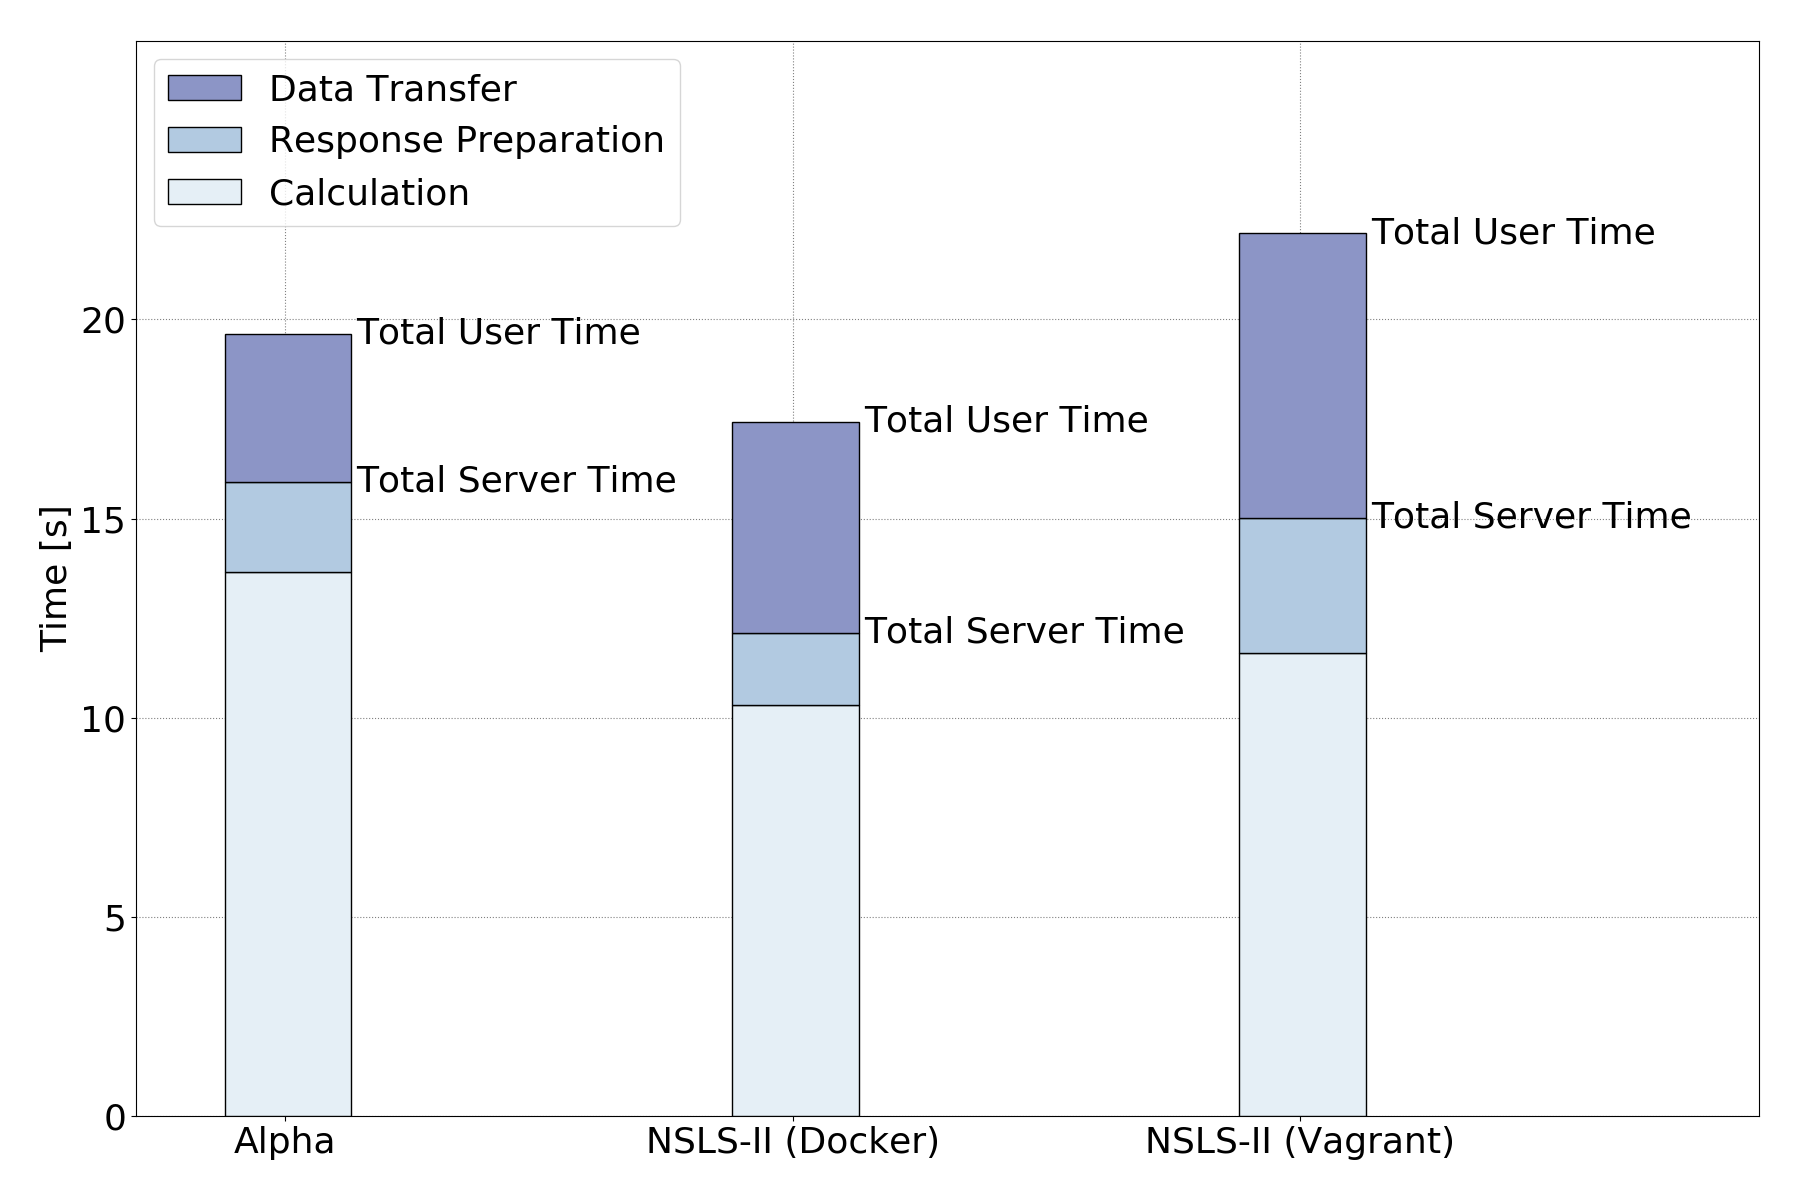 Data Transfer
Response Preparation
Calculation
Total User Time
Total User Time
Total User Time
Total Server Time
Total Server Time
Total Server Time
Time [s]
20
15
10
5
0
Alpha
NSLS-II (Docker)
NSLS-II (Vagrant)